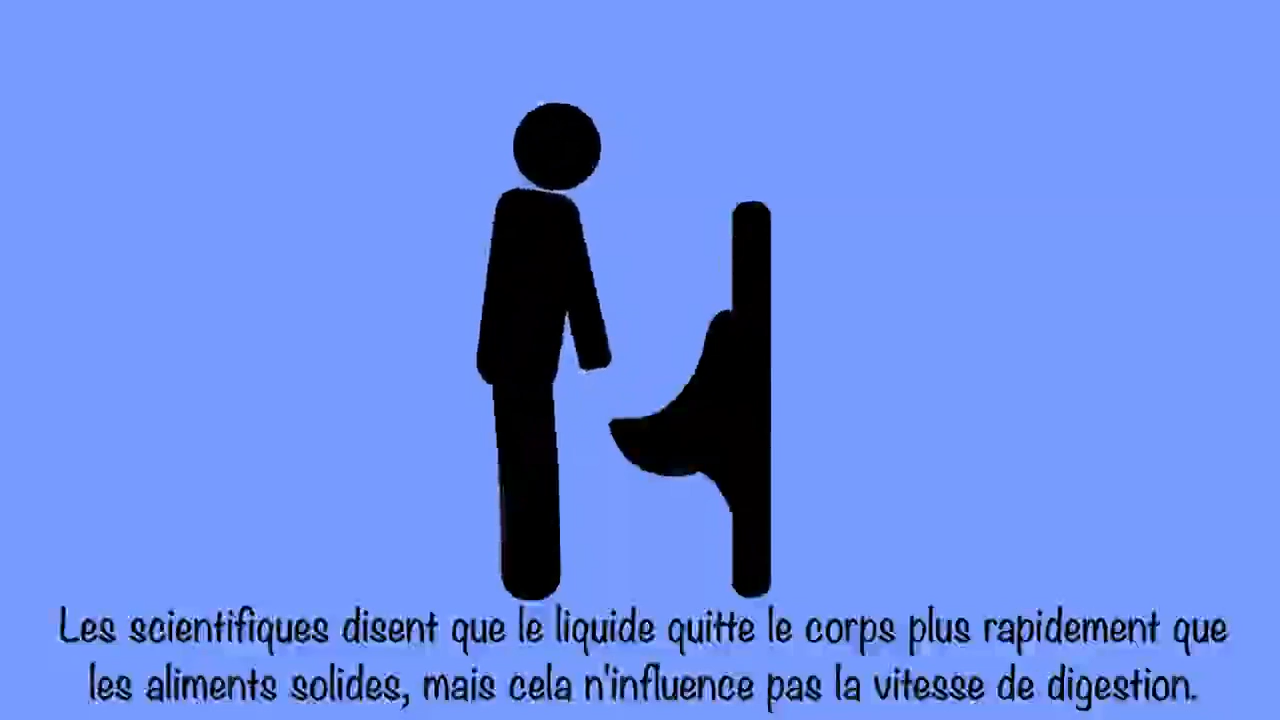 Les scientifiques disent que le liquide quitte le corps plus rapidement que
les aliments solides, mais cela n'influence pas la vitesse de digestion.